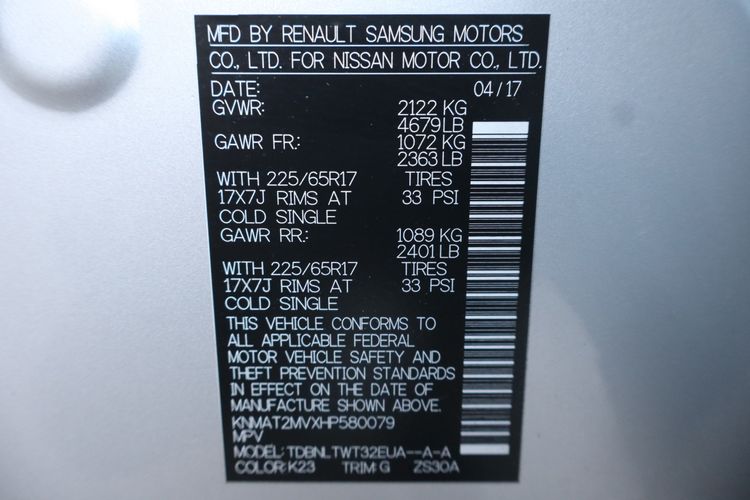 MFD BY RENAULT SAMSUNG MOTORS
CO., LTD. FOR NISSAN MOTOR CO., LTD.
DATE: 04/17
GVWR: 2122 KG
4679LB
GAWR FR.: 1072 KG
2363 LB
WITH 225/65R17 TIRES
17X7J RIMS AT 33 PSI
COLD SINGLE
GAWR RR.: 1089 KG
2401 LB
WITH 225/65R17 TIRES
17X7J RIMS AT 33 PSI
COLD SINGLE
THIS VEHICLE CONFORMS TO
ALL APPLICABLE FEDERAL
MOTOR VEHICLE SAFETY AND
THEFT PREVENTION STANDARDS
IN EFFECT ON THE DATE OF
MANUFACTURE SHOWN ABOVE.
KNMAT2MVXHP580079
MPV
MODEL: TDBNLTWT32EUA--A-A
COLOR: K23 TRIM: G ZS30A